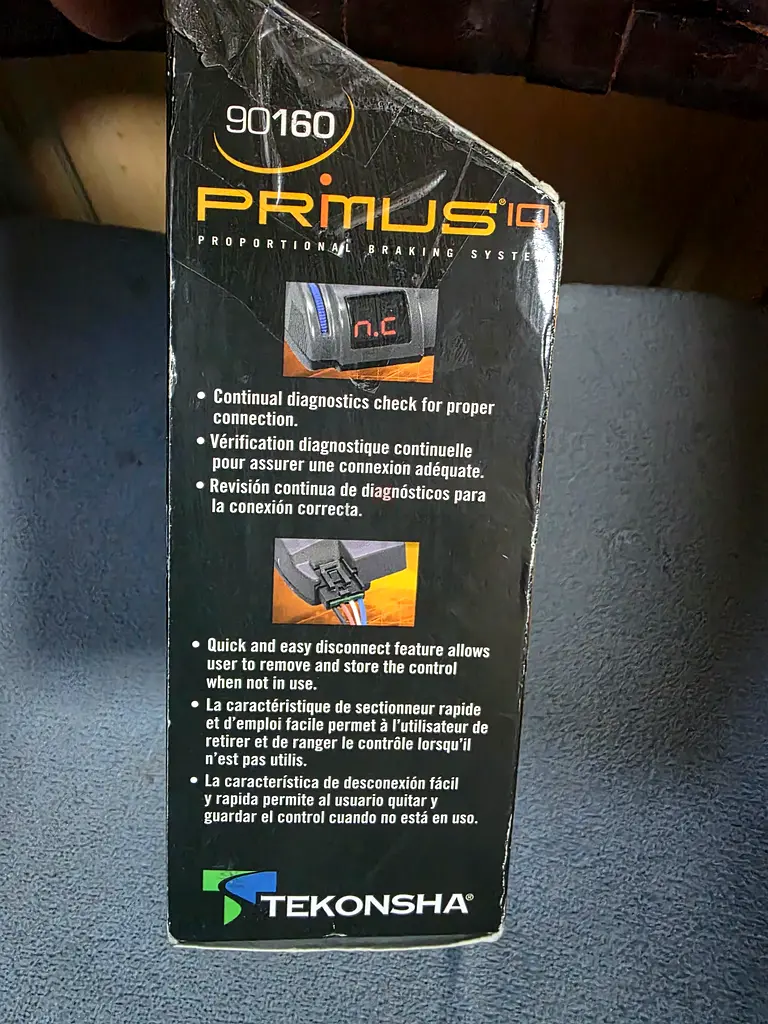 90160
PRIMUS® IQ
PROPORTIONAL BRAKING SYSTE
n.c
• Continual diagnostics check for proper
connection.
• Vérification diagnostique continuelle
pour assurer une connexion adéquate.
• Revisión contínua de diagnósticos para
la conexión correcta.
• Quick and easy disconnect feature allows
user to remove and store the control
when not in use.
• La caractéristique de sectionneur rapide
et d'emploi facile permet à l'utilisateur de
retirer et de ranger le contrôle lorsqu'il
n'est pas utilis.
• La característica de desconexión fácil
y rapida permite al usuario quitar y
guardar el control cuando no está en uso.
TEKONSHA®